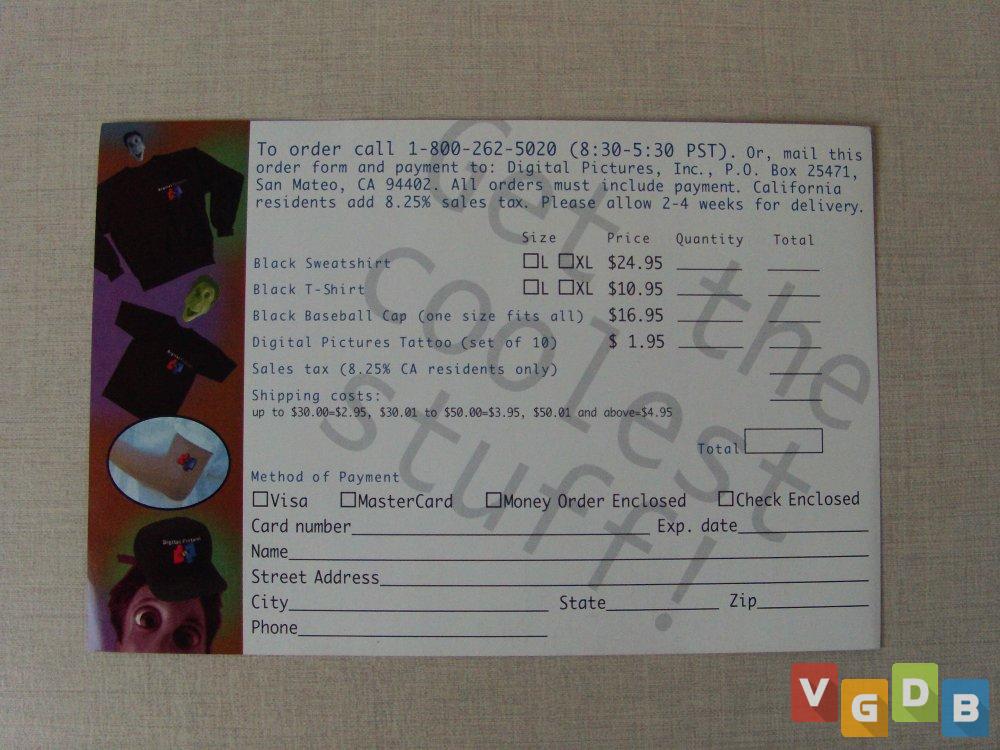 To order call 1-800-262-5020 (8:30-5:30 PST). Or, mail this
order form and payment to: Digital Pictures, Inc., P.O. Box 25471,
San Mateo, CA 94402. All orders must include payment. California
residents add 8.25% sales tax. Please allow 2-4 weeks for delivery.
Get the
coolest
stuff!
Size Price Quantity Total
Black Sweatshirt L XL $24.95
Black T-Shirt L XL $10.95
Black Baseball Cap (one size fits all) $16.95
Digital Pictures Tattoo (set of 10) $ 1.95
Sales tax (8.25% CA residents only)
Shipping costs:
up to $30.00=$2.95, $30.01 to $50.00=$3.95, $50.01 and above=$4.95
Total
Method of Payment
Visa MasterCard Money Order Enclosed Check Enclosed
Card number Exp. date
Name
Street Address
City State Zip
Phone
Digital Pictures
VGDB